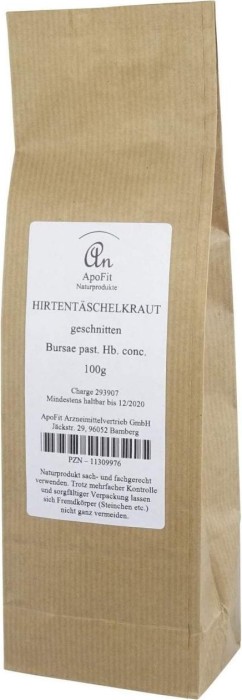 An
ApoFit
Naturprodukte
HIRTENTÄSCHELKRAUT
geschnitten
Bursae past. Hb. conc.
100g
Charge 293907
Mindestens haltbar bis 12/2020
ApoFit Arzneimittelvertrieb GmbH
Jäckstr. 29, 96052 Bamberg
PZN - 11309976
Naturprodukt sach- und fachgerecht
verwenden. Trotz mehrfacher Kontrolle
und sorgfältiger Verpackung lassen
sich Fremdkörper (Steinchen etc.)
nicht ganz vermeiden.